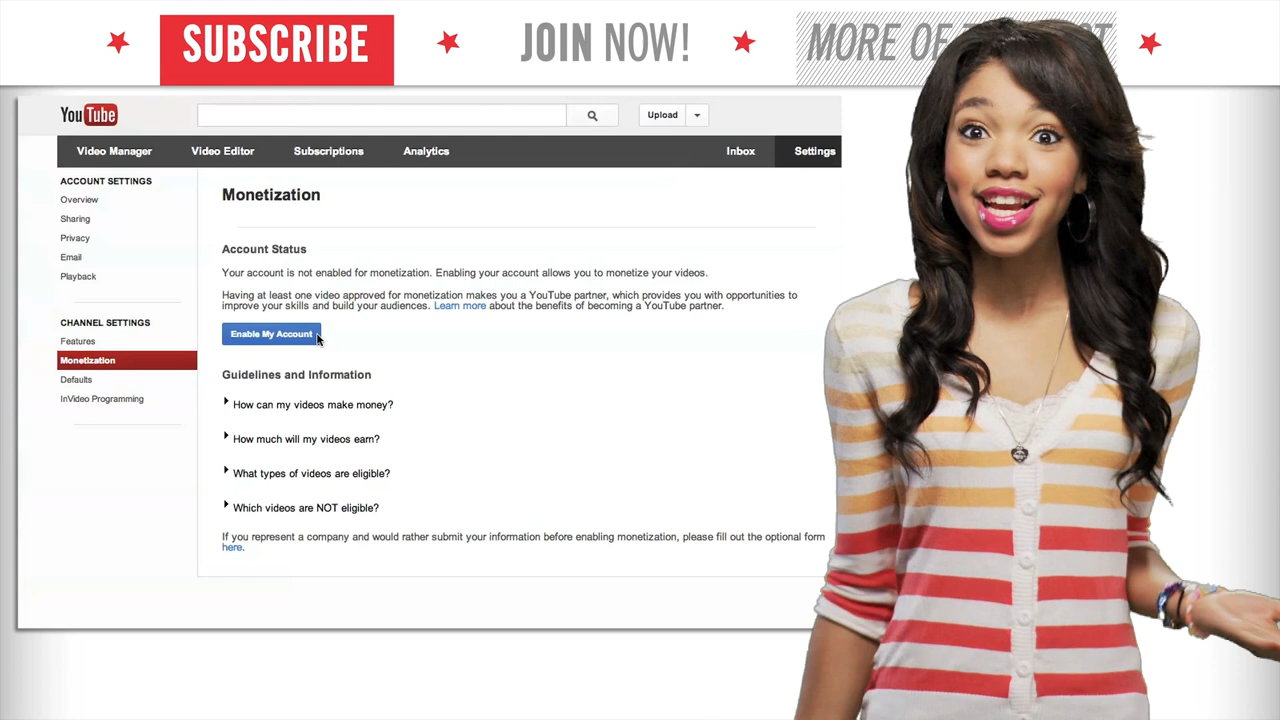 SUBSCRIBE
JOIN NOW!
MORE OF
YouTube
Upload
Video Manager
Video Editor
Subscriptions
Analytics
Inbox
Settings
ACCOUNT SETTINGS
Overview
Sharing
Privacy
Email
Playback
CHANNEL SETTINGS
Features
Monetization
Defaults
InVideo Programming
Monetization
Account Status
Your account is not enabled for monetization. Enabling your account allows you to monetize your videos.
Having at least one video approved for monetization makes you a YouTube partner, which provides you with opportunities to
improve your skills and build your audiences. Learn more about the benefits of becoming a YouTube partner.
Enable My Account
Guidelines and Information
How can my videos make money?
How much will my videos earn?
What types of videos are eligible?
Which videos are NOT eligible?
If you represent a company and would rather submit your information before enabling monetization, please fill out the optional form
here.